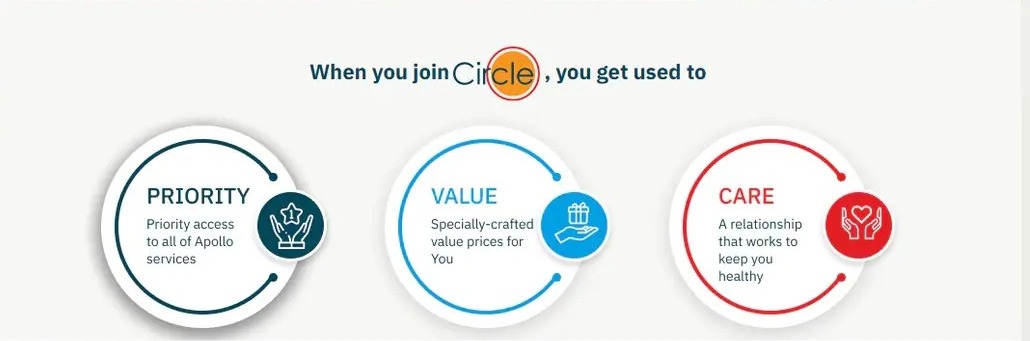 When you join Circle , you get used to
PRIORITY
Priority access
to all of Apollo
services
1
VALUE
Specially-crafted
value prices for
You
CARE
A relationship
that works to
keep you
healthy